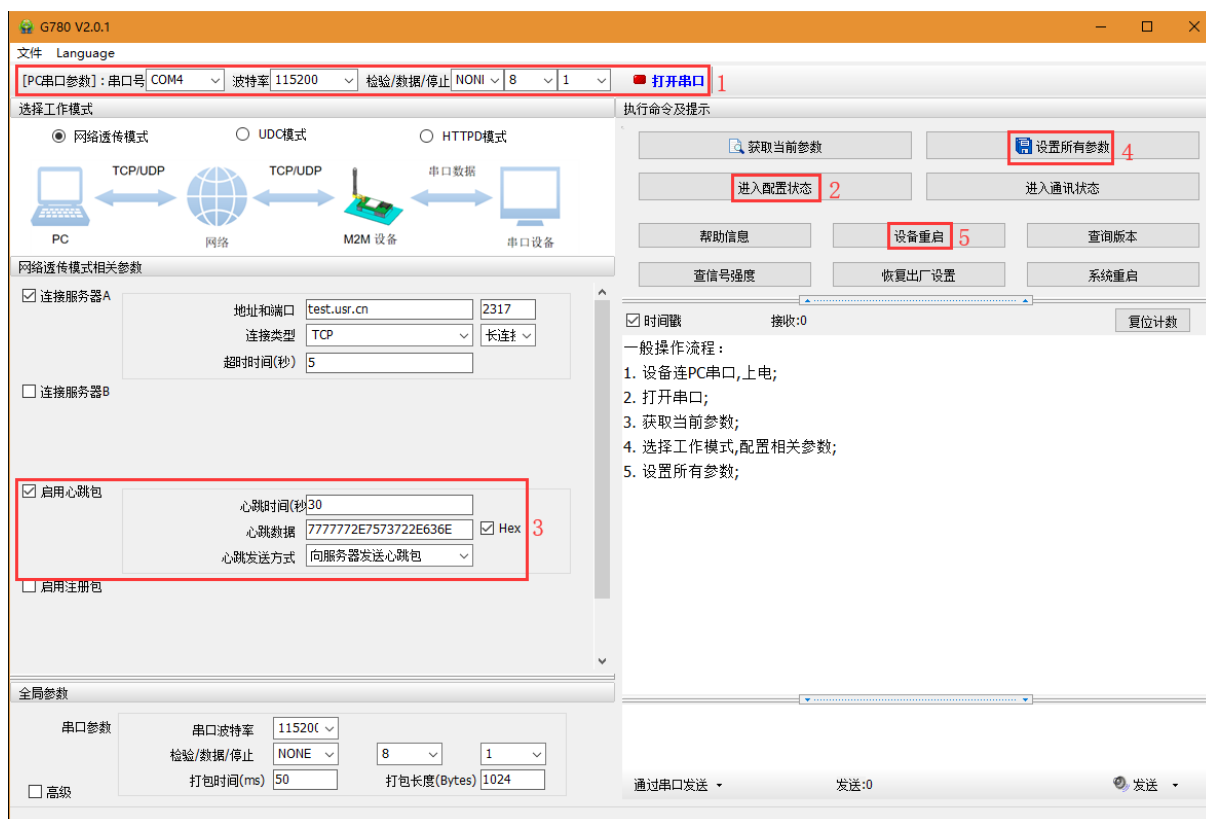 G780 V2.0.1
文件 Language
[PC串口参数]:串口号 COM4 波特率 115200 检验/数据/停止 NONI 8 1 打开串口 1
选择工作模式
网络透传模式 UDC模式 HTTPD模式
TCP/UDP TCP/UDP 串口数据
PC 网络 M2M 设备 串口设备
网络透传模式相关参数
连接服务器A
地址和端口 test.usr.cn 2317
连接类型 TCP 长连接
超时时间(秒) 5
连接服务器B
启用心跳包
心跳时间(秒 30
心跳数据 7777772E7573722E636E Hex 3
心跳发送方式 向服务器发送心跳包
启用注册包
全局参数
串口参数 串口波特率 11520(
检验/数据/停止 NONE 8 1
打包时间(ms) 50 打包长度(Bytes) 1024
高级
执行命令及提示
获取当前参数 设置所有参数 4
进入配置状态 2 进入通讯状态
帮助信息 设备重启 5 查询版本
查信号强度 恢复出厂设置 系统重启
时间戳 接收:0 复位计数
一般操作流程:
1. 设备连PC串口,上电;
2. 打开串口;
3. 获取当前参数;
4. 选择工作模式,配置相关参数;
5. 设置所有参数;
通过串口发送 发送:0 发送